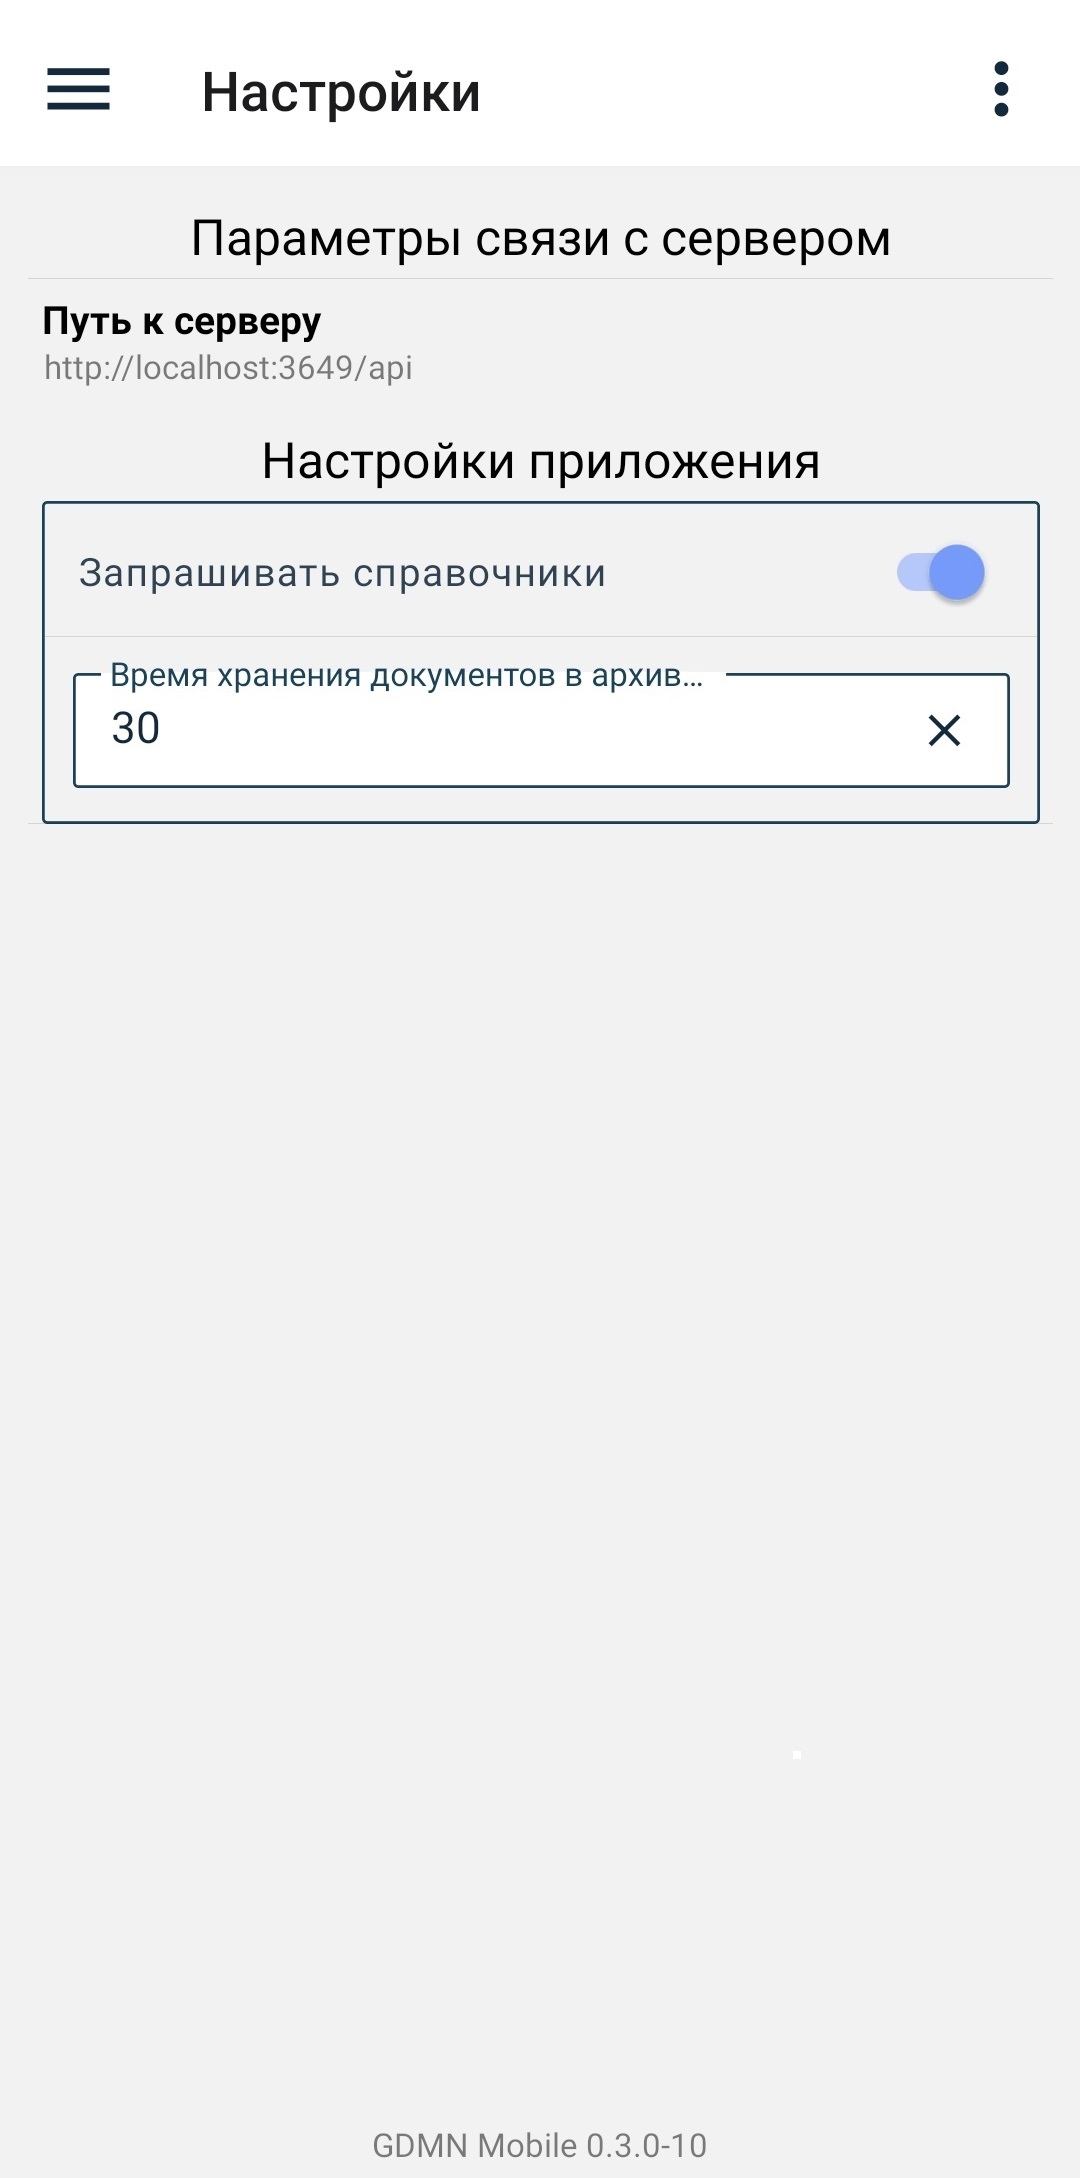 Настройки
Параметры связи с сервером
Путь к серверу
http://localhost:3649/api
Настройки приложения
Запрашивать справочники
Время хранения документов в архив...
30
GDMN Mobile 0.3.0-10